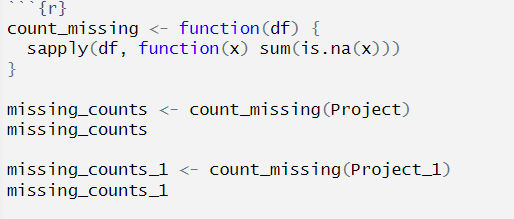 ```{r}
count_missing <- function(df) {
  sapply(df, function(x) sum(is.na(x)))
}
missing_counts <- count_missing(Project)
missing_counts
missing_counts_1 <- count_missing(Project_1)
missing_counts_1